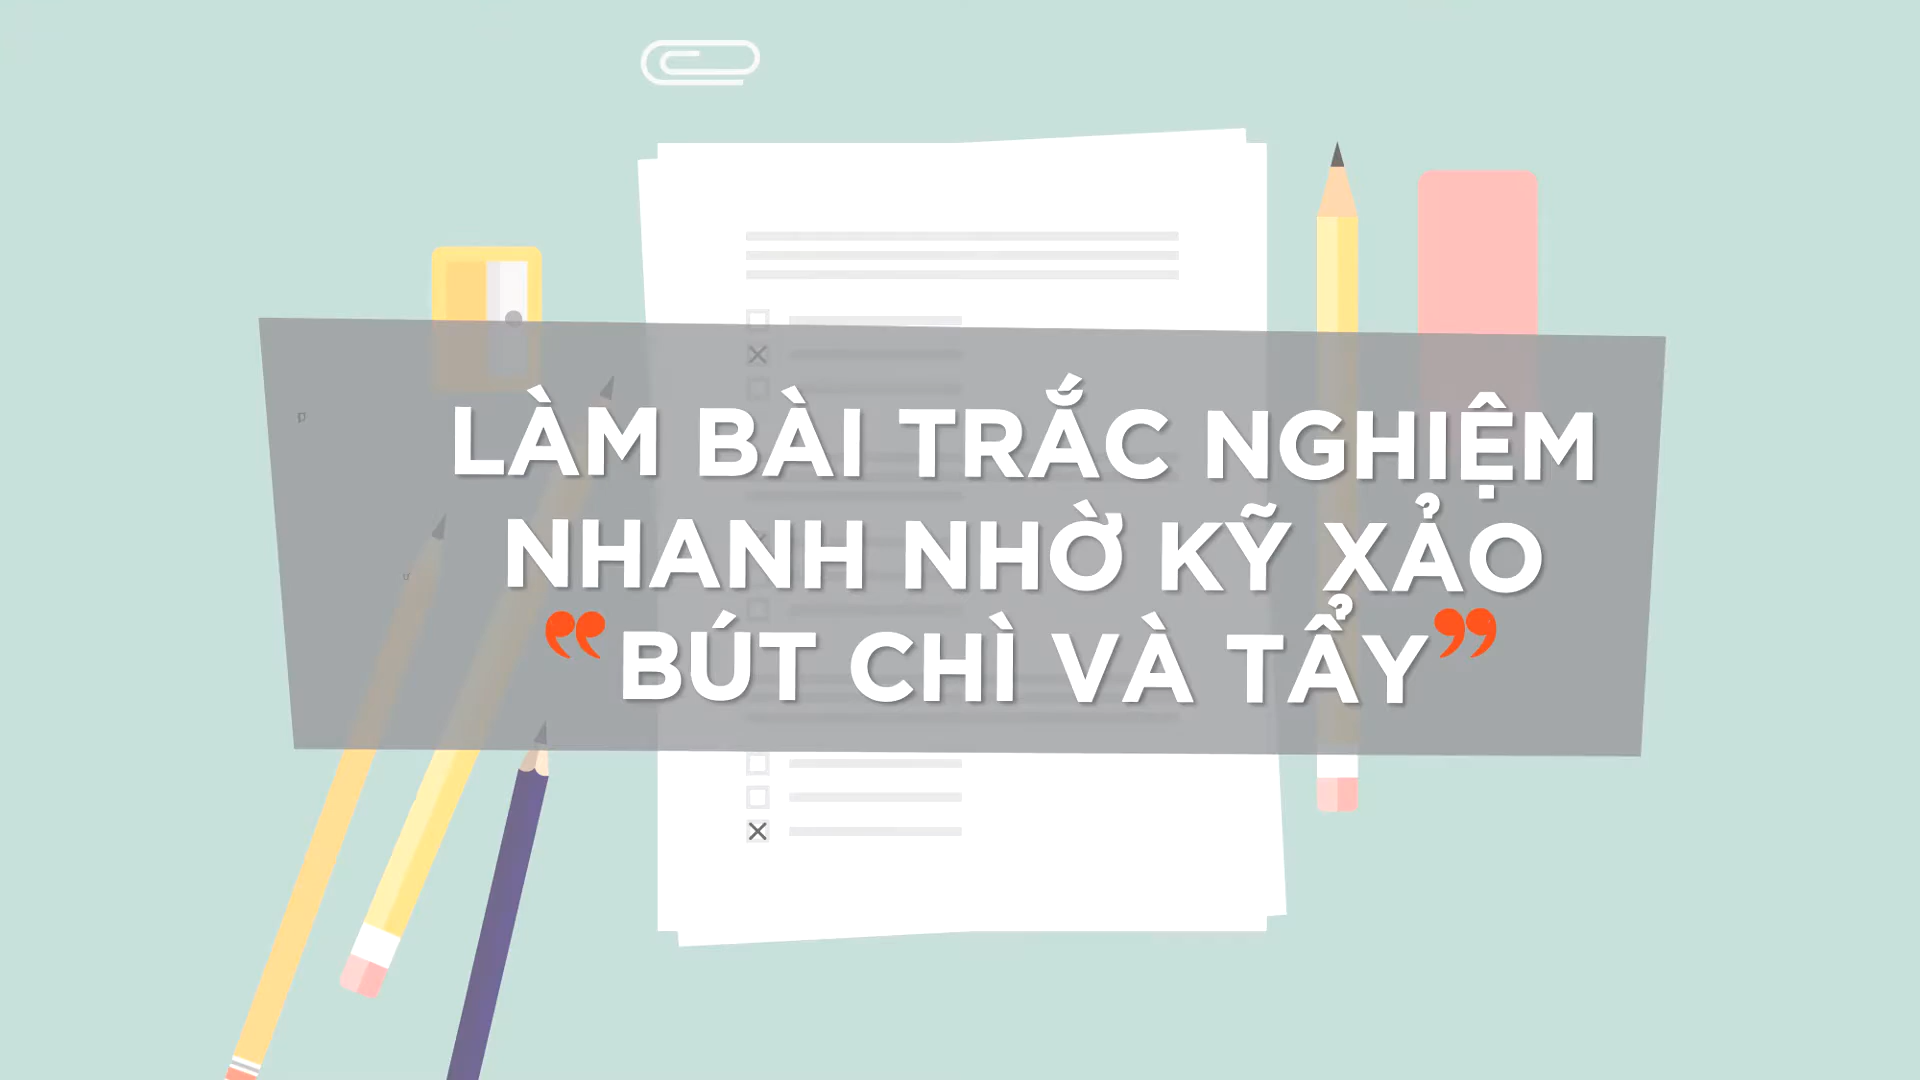 LÀM BÀI TRẮC NGHIỆM
NHANH NHỜ KỸ XẢO
“BÚT CHÌ VÀ TẨY”